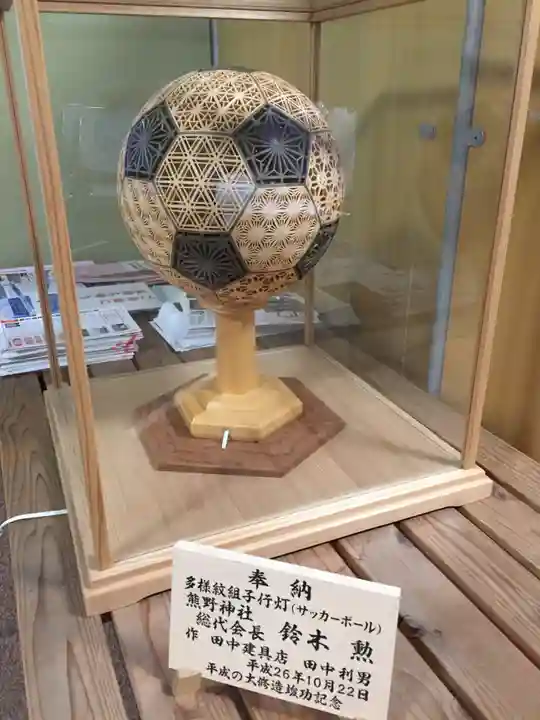 奉納
多様紋組子行灯(サッカーボール)
熊野神社
総代会長 鈴木 勲
作 田中建具店 田中利男
平成26年10月22日
平成の大修造竣功記念